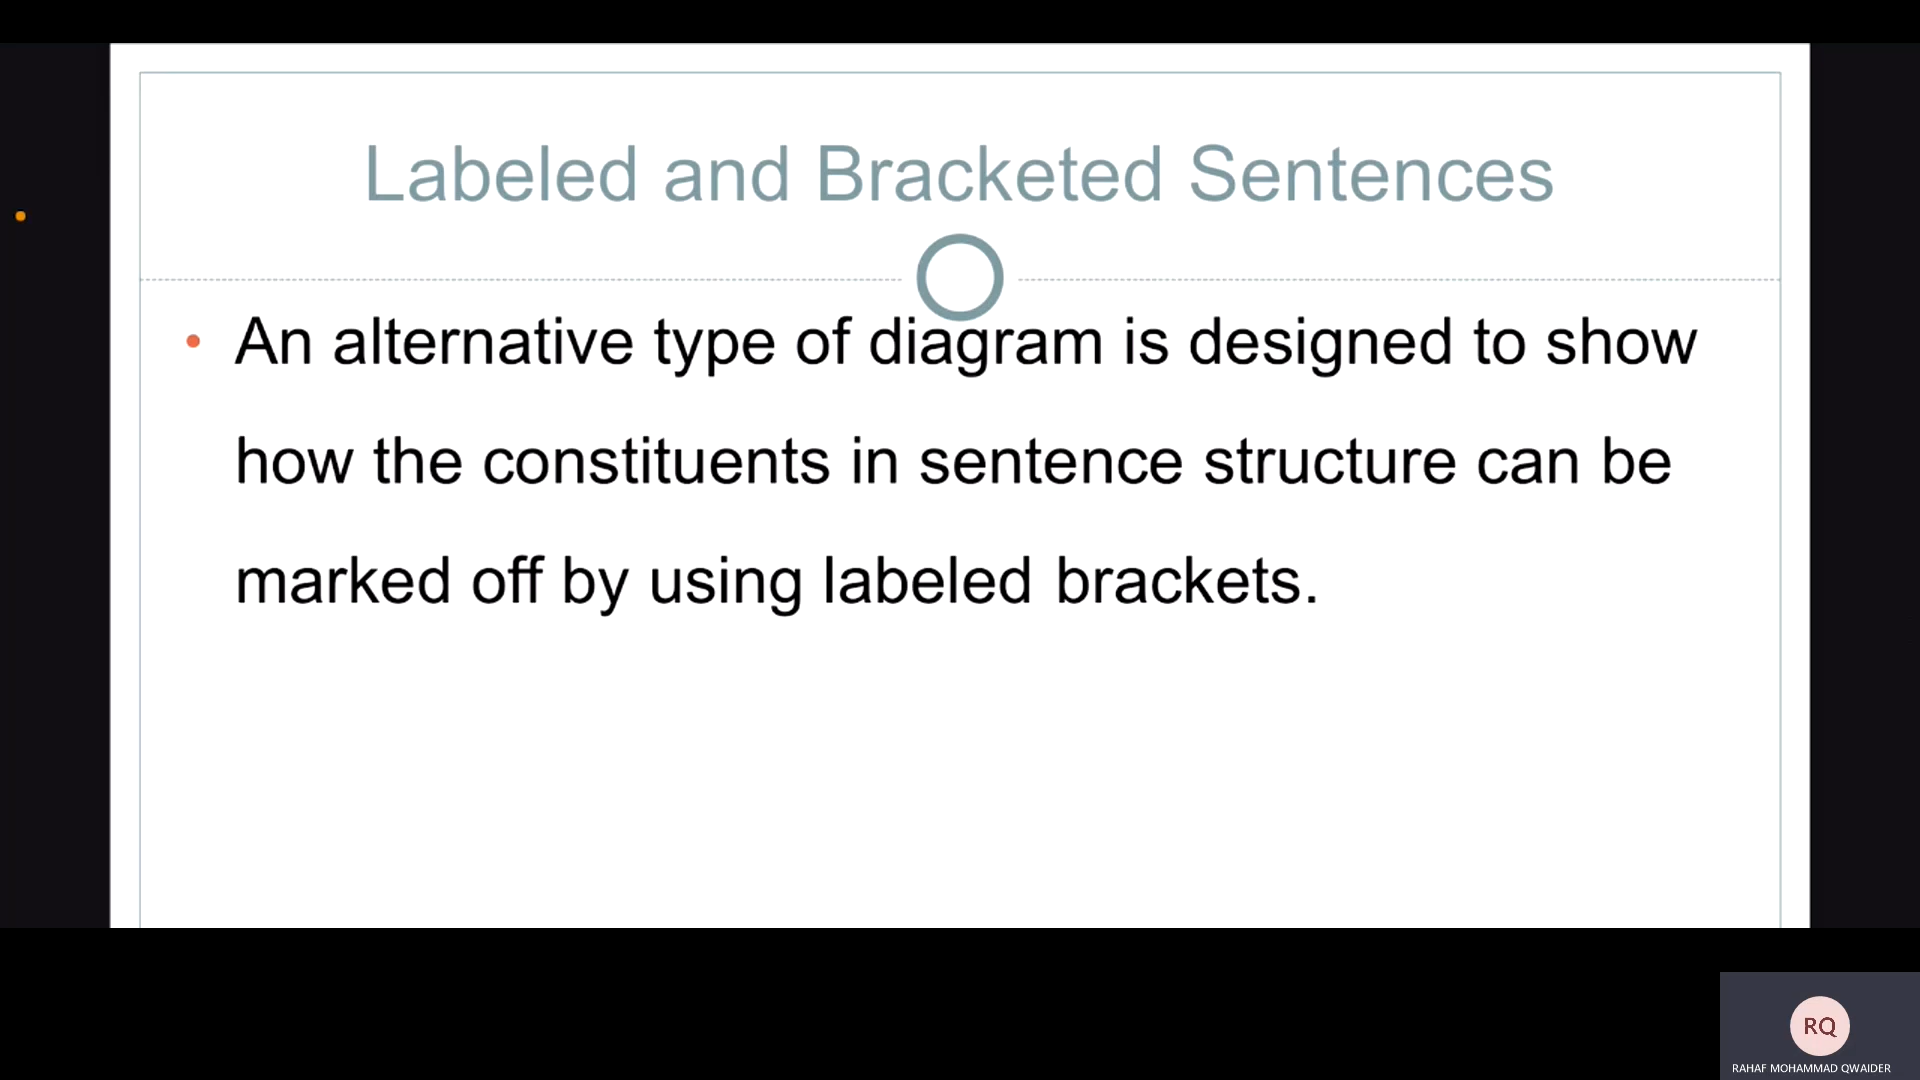 Labeled and Bracketed Sentences
• An alternative type of diagram is designed to show
how the constituents in sentence structure can be
marked off by using labeled brackets.
RQ
RAHAF MOHAMMAD QWAIDER